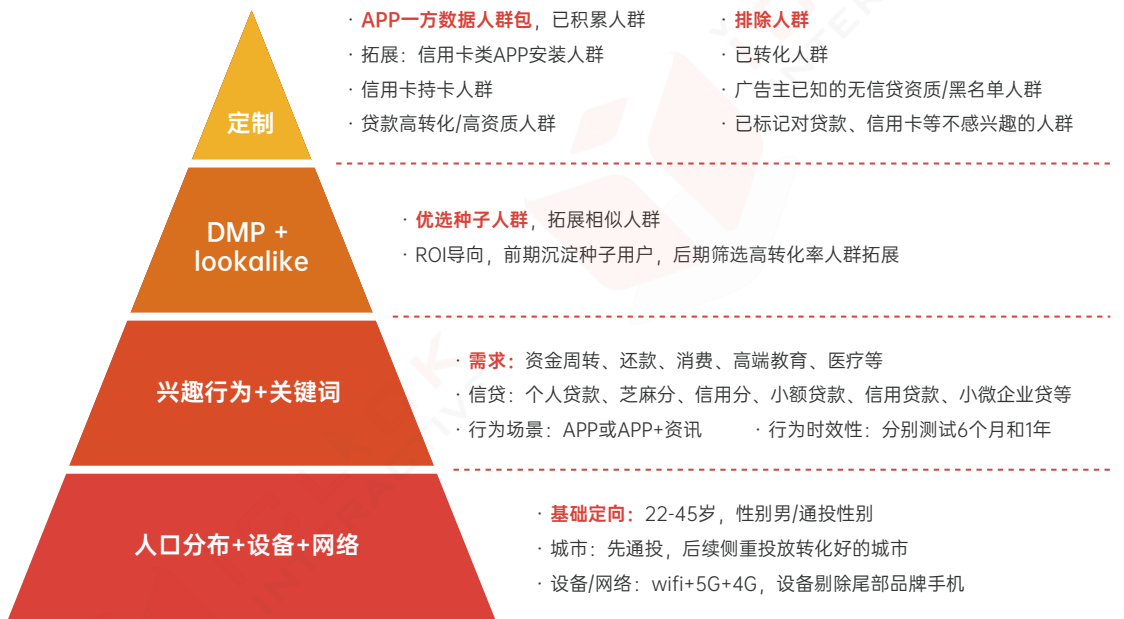 · APP一方数据人群包，已积累人群
· 拓展：信用卡类APP安装人群
· 信用卡持卡人群
· 贷款高转化/高资质人群
· 排除人群
· 已转化人群
· 广告主已知的无信贷资质/黑名单人群
· 已标记对贷款、信用卡等不感兴趣的人群
定制
DMP +
lookalike
· 优选种子人群，拓展相似人群
· ROI导向，前期沉淀种子用户，后期筛选高转化率人群拓展
兴趣行为+关键词
· 需求：资金周转、还款、消费、高端教育、医疗等
· 信贷：个人贷款、芝麻分、信用分、小额贷款、信用贷款、小微企业贷等
· 行为场景：APP或APP+资讯
· 行为时效性：分别测试6个月和1年
人口分布+设备+网络
· 基础定向：22-45岁，性别男/通投性别
· 城市：先通投，后续侧重投放转化好的城市
· 设备/网络：wifi+5G+4G，设备剔除尾部品牌手机